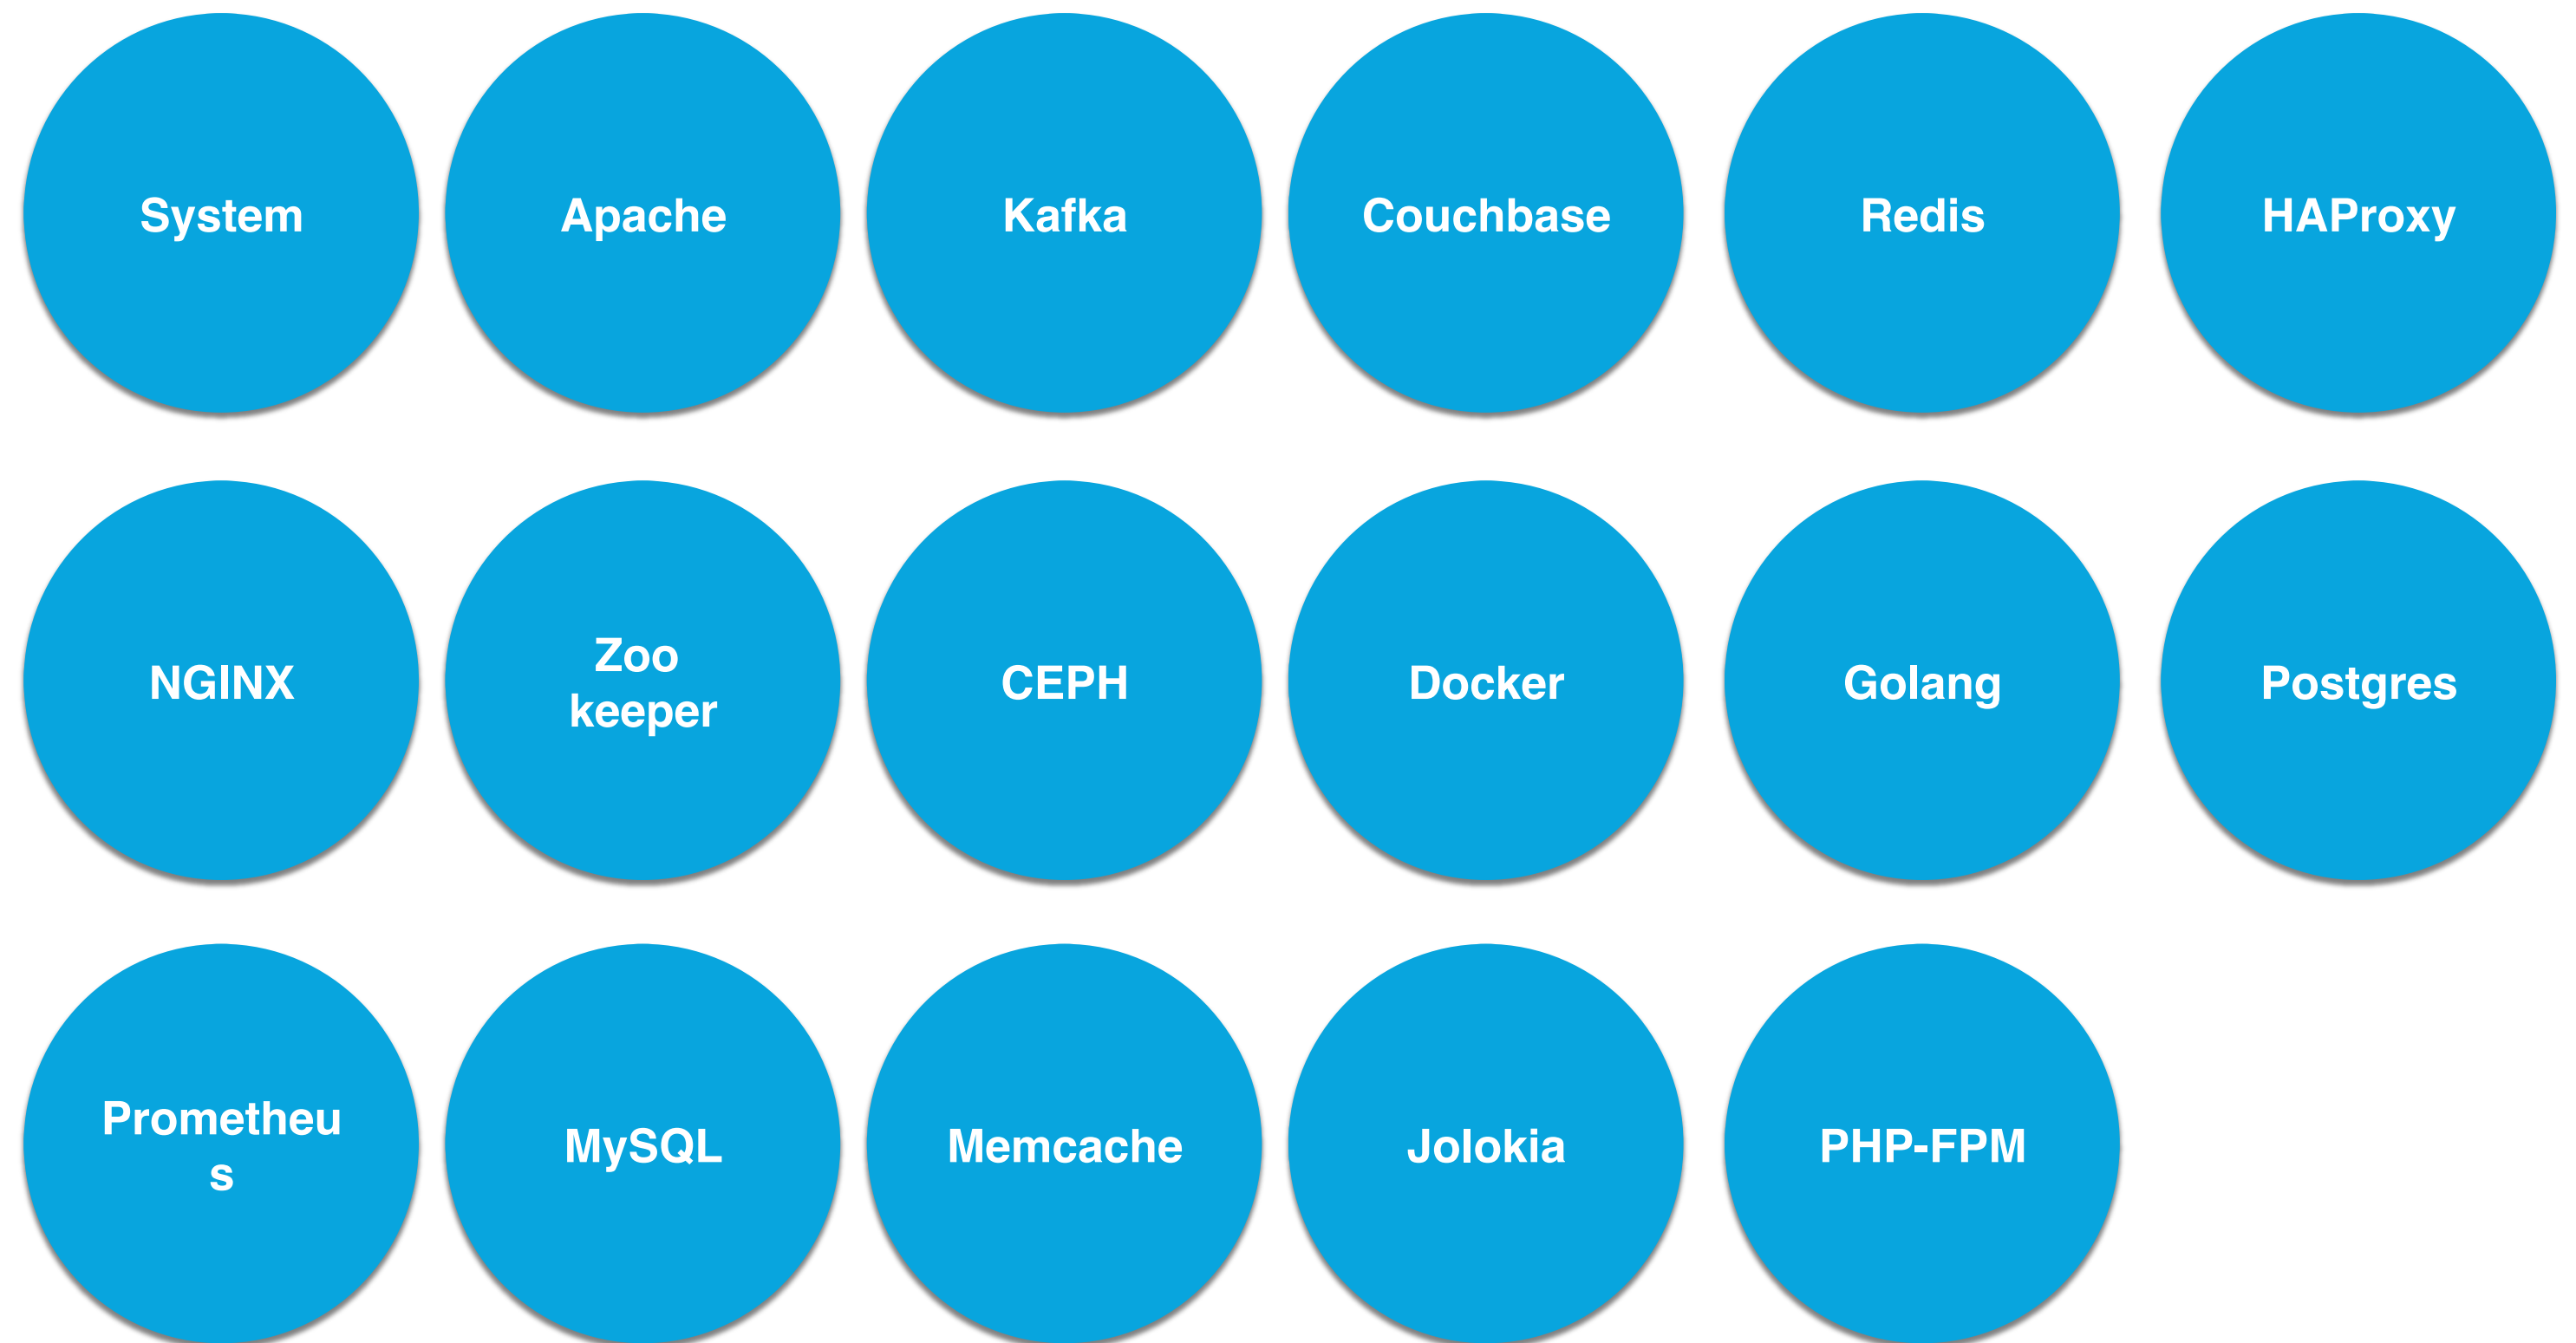 System
Apache
Kafka
Couchbase
Redis
HAProxy
NGINX
Zoo
keeper
CEPH
Docker
Golang
Postgres
Prometheu
s
MySQL
Memcache
Jolokia
PHP-FPM